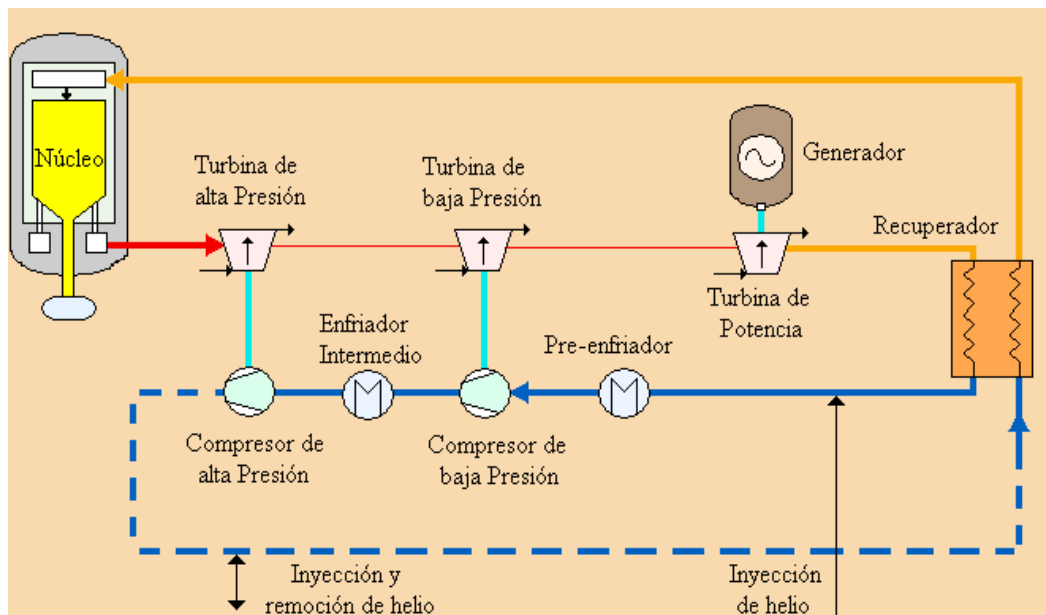 Núcleo
Turbina de
alta Presión
Turbina de
baja Presión
Generador
Recuperador
Turbina de
Potencia
Enfriador
Intermedio
Pre-enfriador
Compresor de
alta Presión
Compresor de
baja Presión
Inyección y
remoción de helio
Inyección
de helio